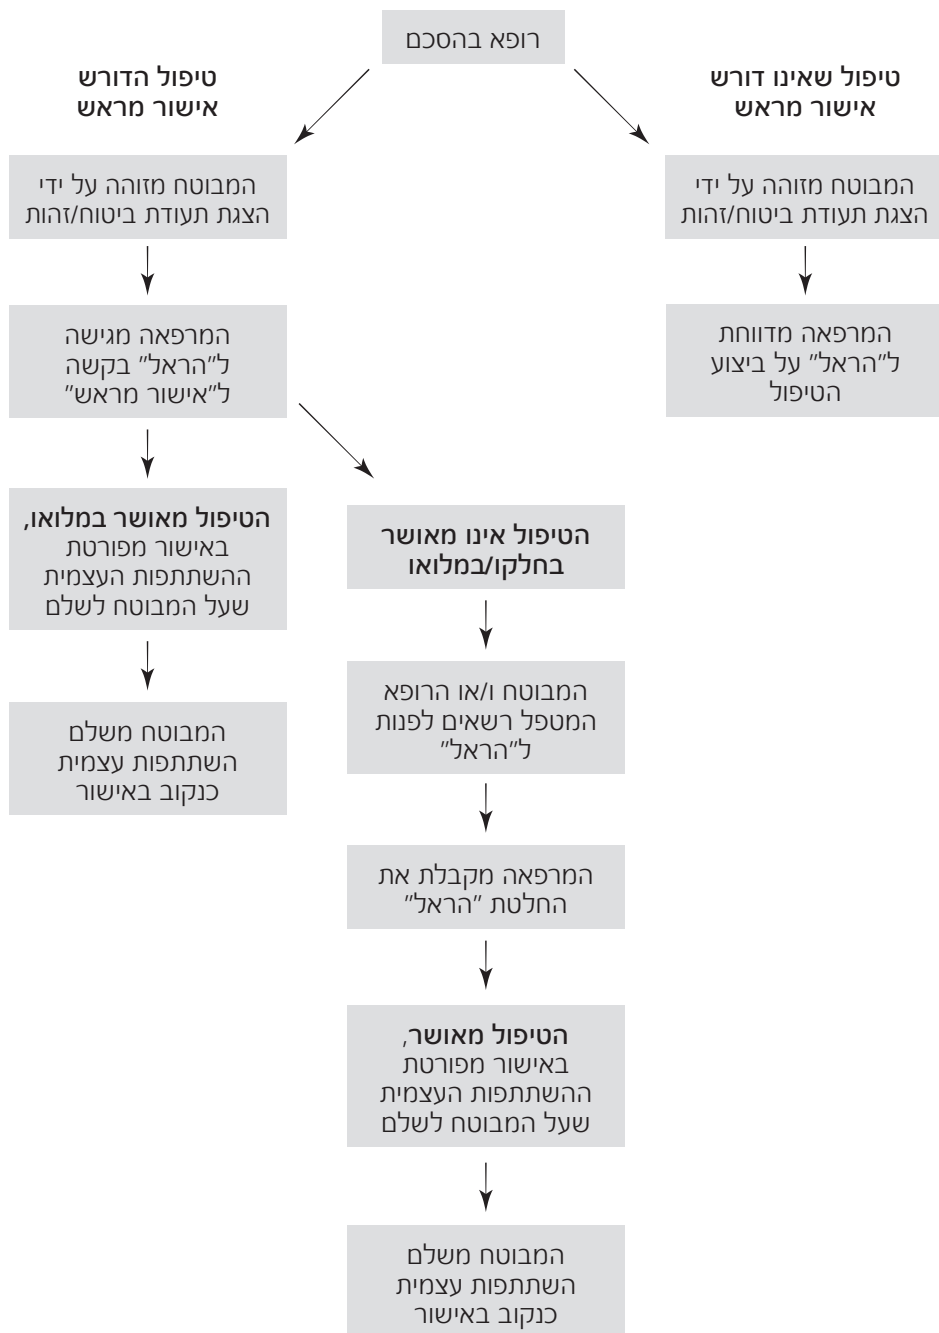 רופא בהסכם
טיפול שאינו דורש
אישור מראש
המבוטח מזוהה על ידי
הצגת תעודת ביטוח/זהות
המרפאה מדווחת
ל"הראל" על ביצוע
הטיפול
טיפול הדורש
אישור מראש
המבוטח מזוהה על ידי
הצגת תעודת ביטוח/זהות
המרפאה מגישה
ל"הראל" בקשה
ל"אישור מראש"
הטיפול מאושר במלואו,
באישור מפורטת
ההשתתפות העצמית
שעל המבוטח לשלם
המבוטח משלם
השתתפות עצמית
כנקוב באישור
הטיפול אינו מאושר
בחלקו/במלואו
המבוטח ו/או הרופא
המטפל רשאים לפנות
ל"הראל"
המרפאה מקבלת את
החלטת "הראל"
הטיפול מאושר,
באישור מפורטת
ההשתתפות העצמית
שעל המבוטח לשלם
המבוטח משלם
השתתפות עצמית
כנקוב באישור